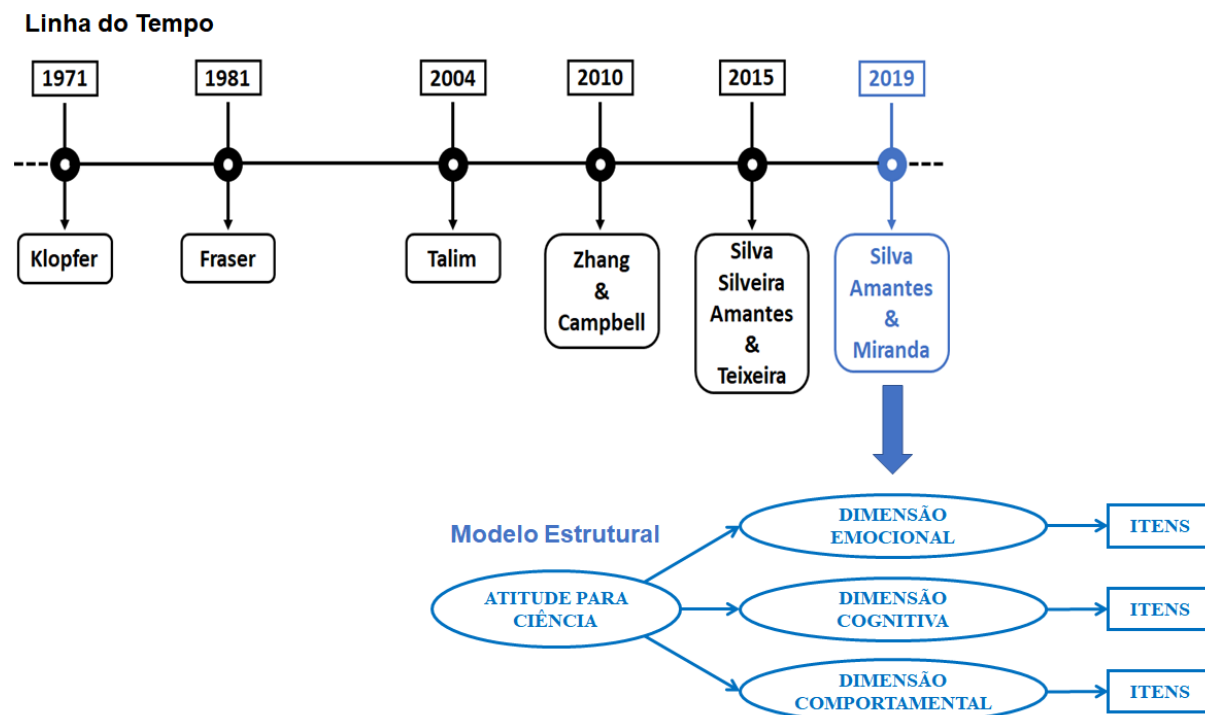 Linha do Tempo
1971
1981
2004
2010
2015
2019
Klopfer
Fraser
Talim
Zhang
&
Campbell
Silva
Silveira
Amantes
&
Teixeira
Silva
Amantes
&
Miranda
Modelo Estrutural
ATITUDE PARA
CIÊNCIA
DIMENSÃO
EMOCIONAL
ITENS
DIMENSÃO
COGNITIVA
ITENS
DIMENSÃO
COMPORTAMENTAL
ITENS